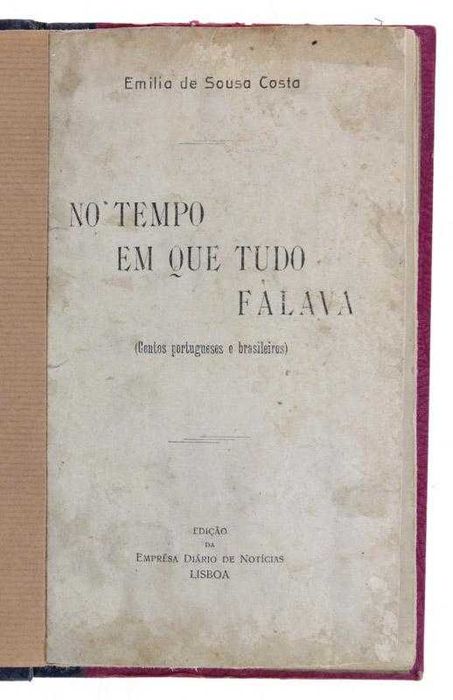 Emilia de Sousa Costa
NO TEMPO
EM QUE TUDO
FALAVA
(Contos portugueses e brasileiros)
EDIÇÃO
DA
EMPRÊSA DIÁRIO DE NOTÍCIAS
LISBOA